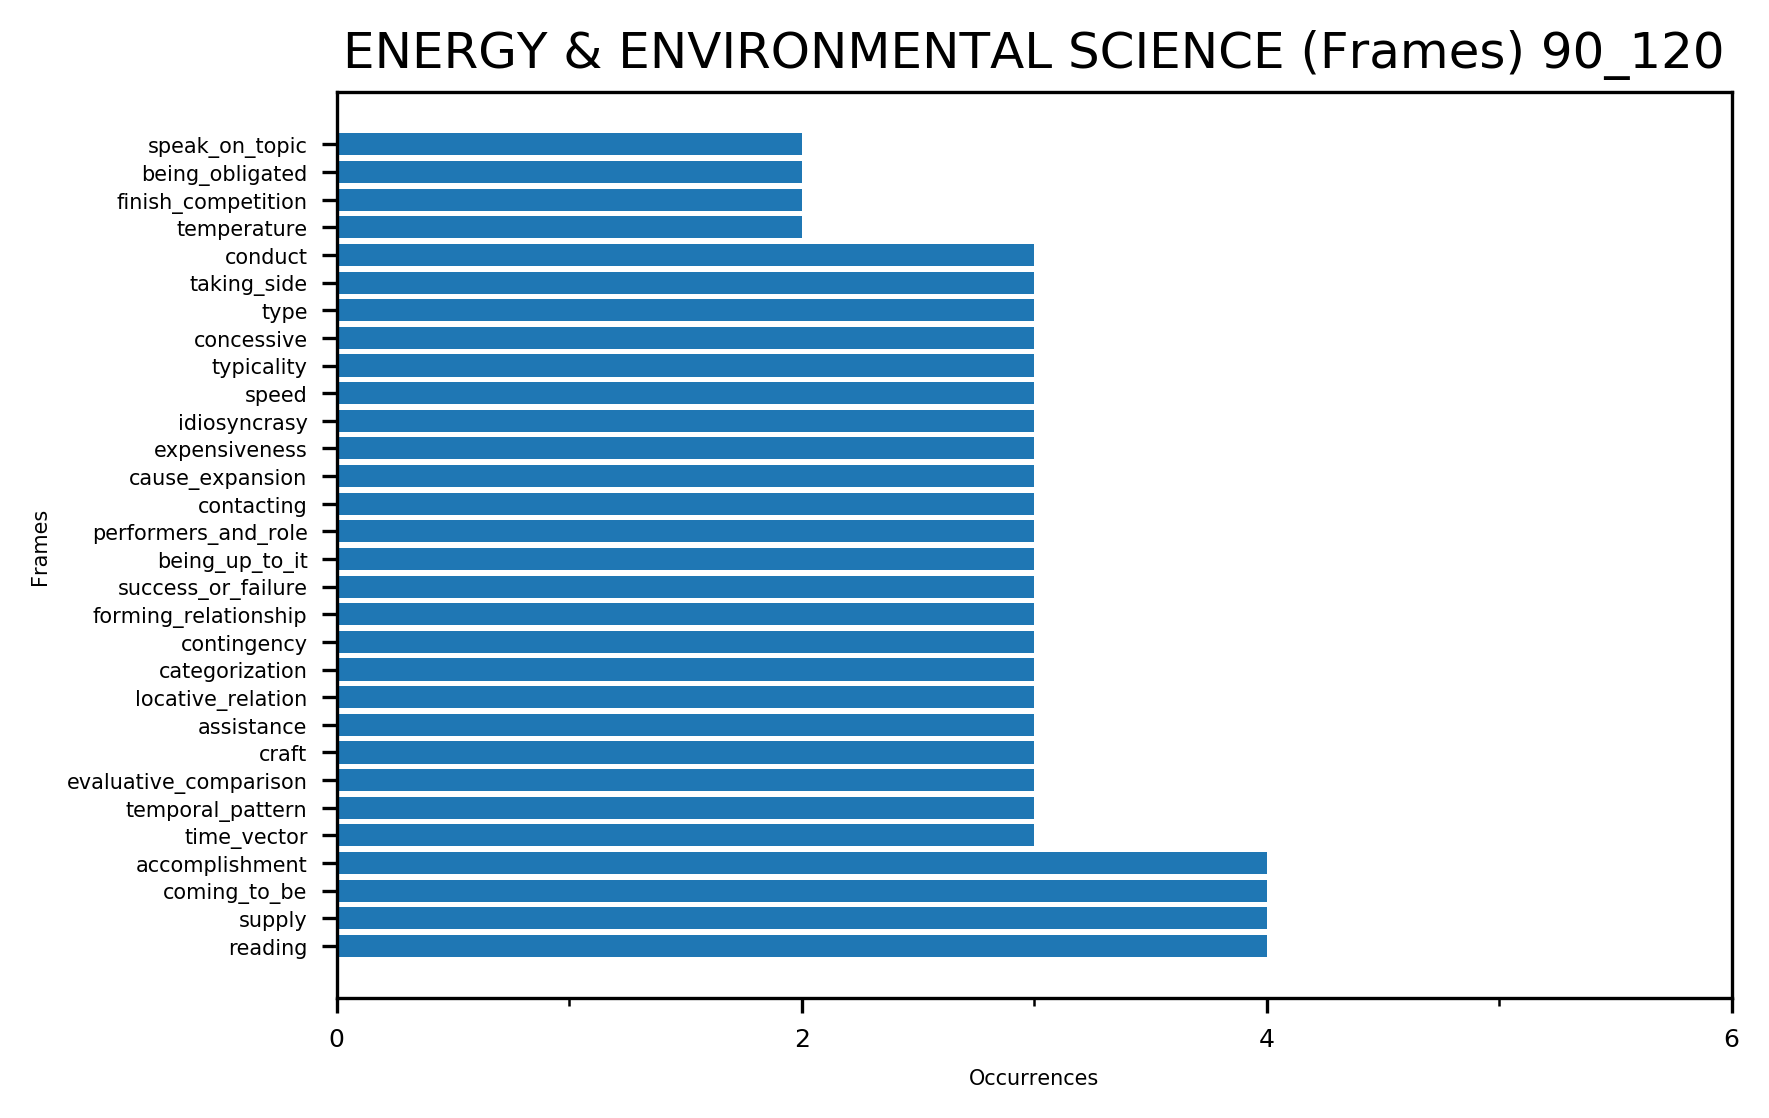 ENERGY & ENVIRONMENTAL SCIENCE (Frames) 90_120
speak_on_topic
being_obligated
finish_competition
temperature
conduct
taking_side
type
concessive
typicality
speed
idiosyncrasy
expensiveness
cause_expansion
contacting
performers_and_role
being_up_to_it
success_or_failure
forming_relationship
contingency
categorization
locative_relation
assistance
craft
evaluative_comparison
temporal_pattern
time_vector
accomplishment
coming_to_be
supply
reading
Frames
0 2 4 6
Occurrences